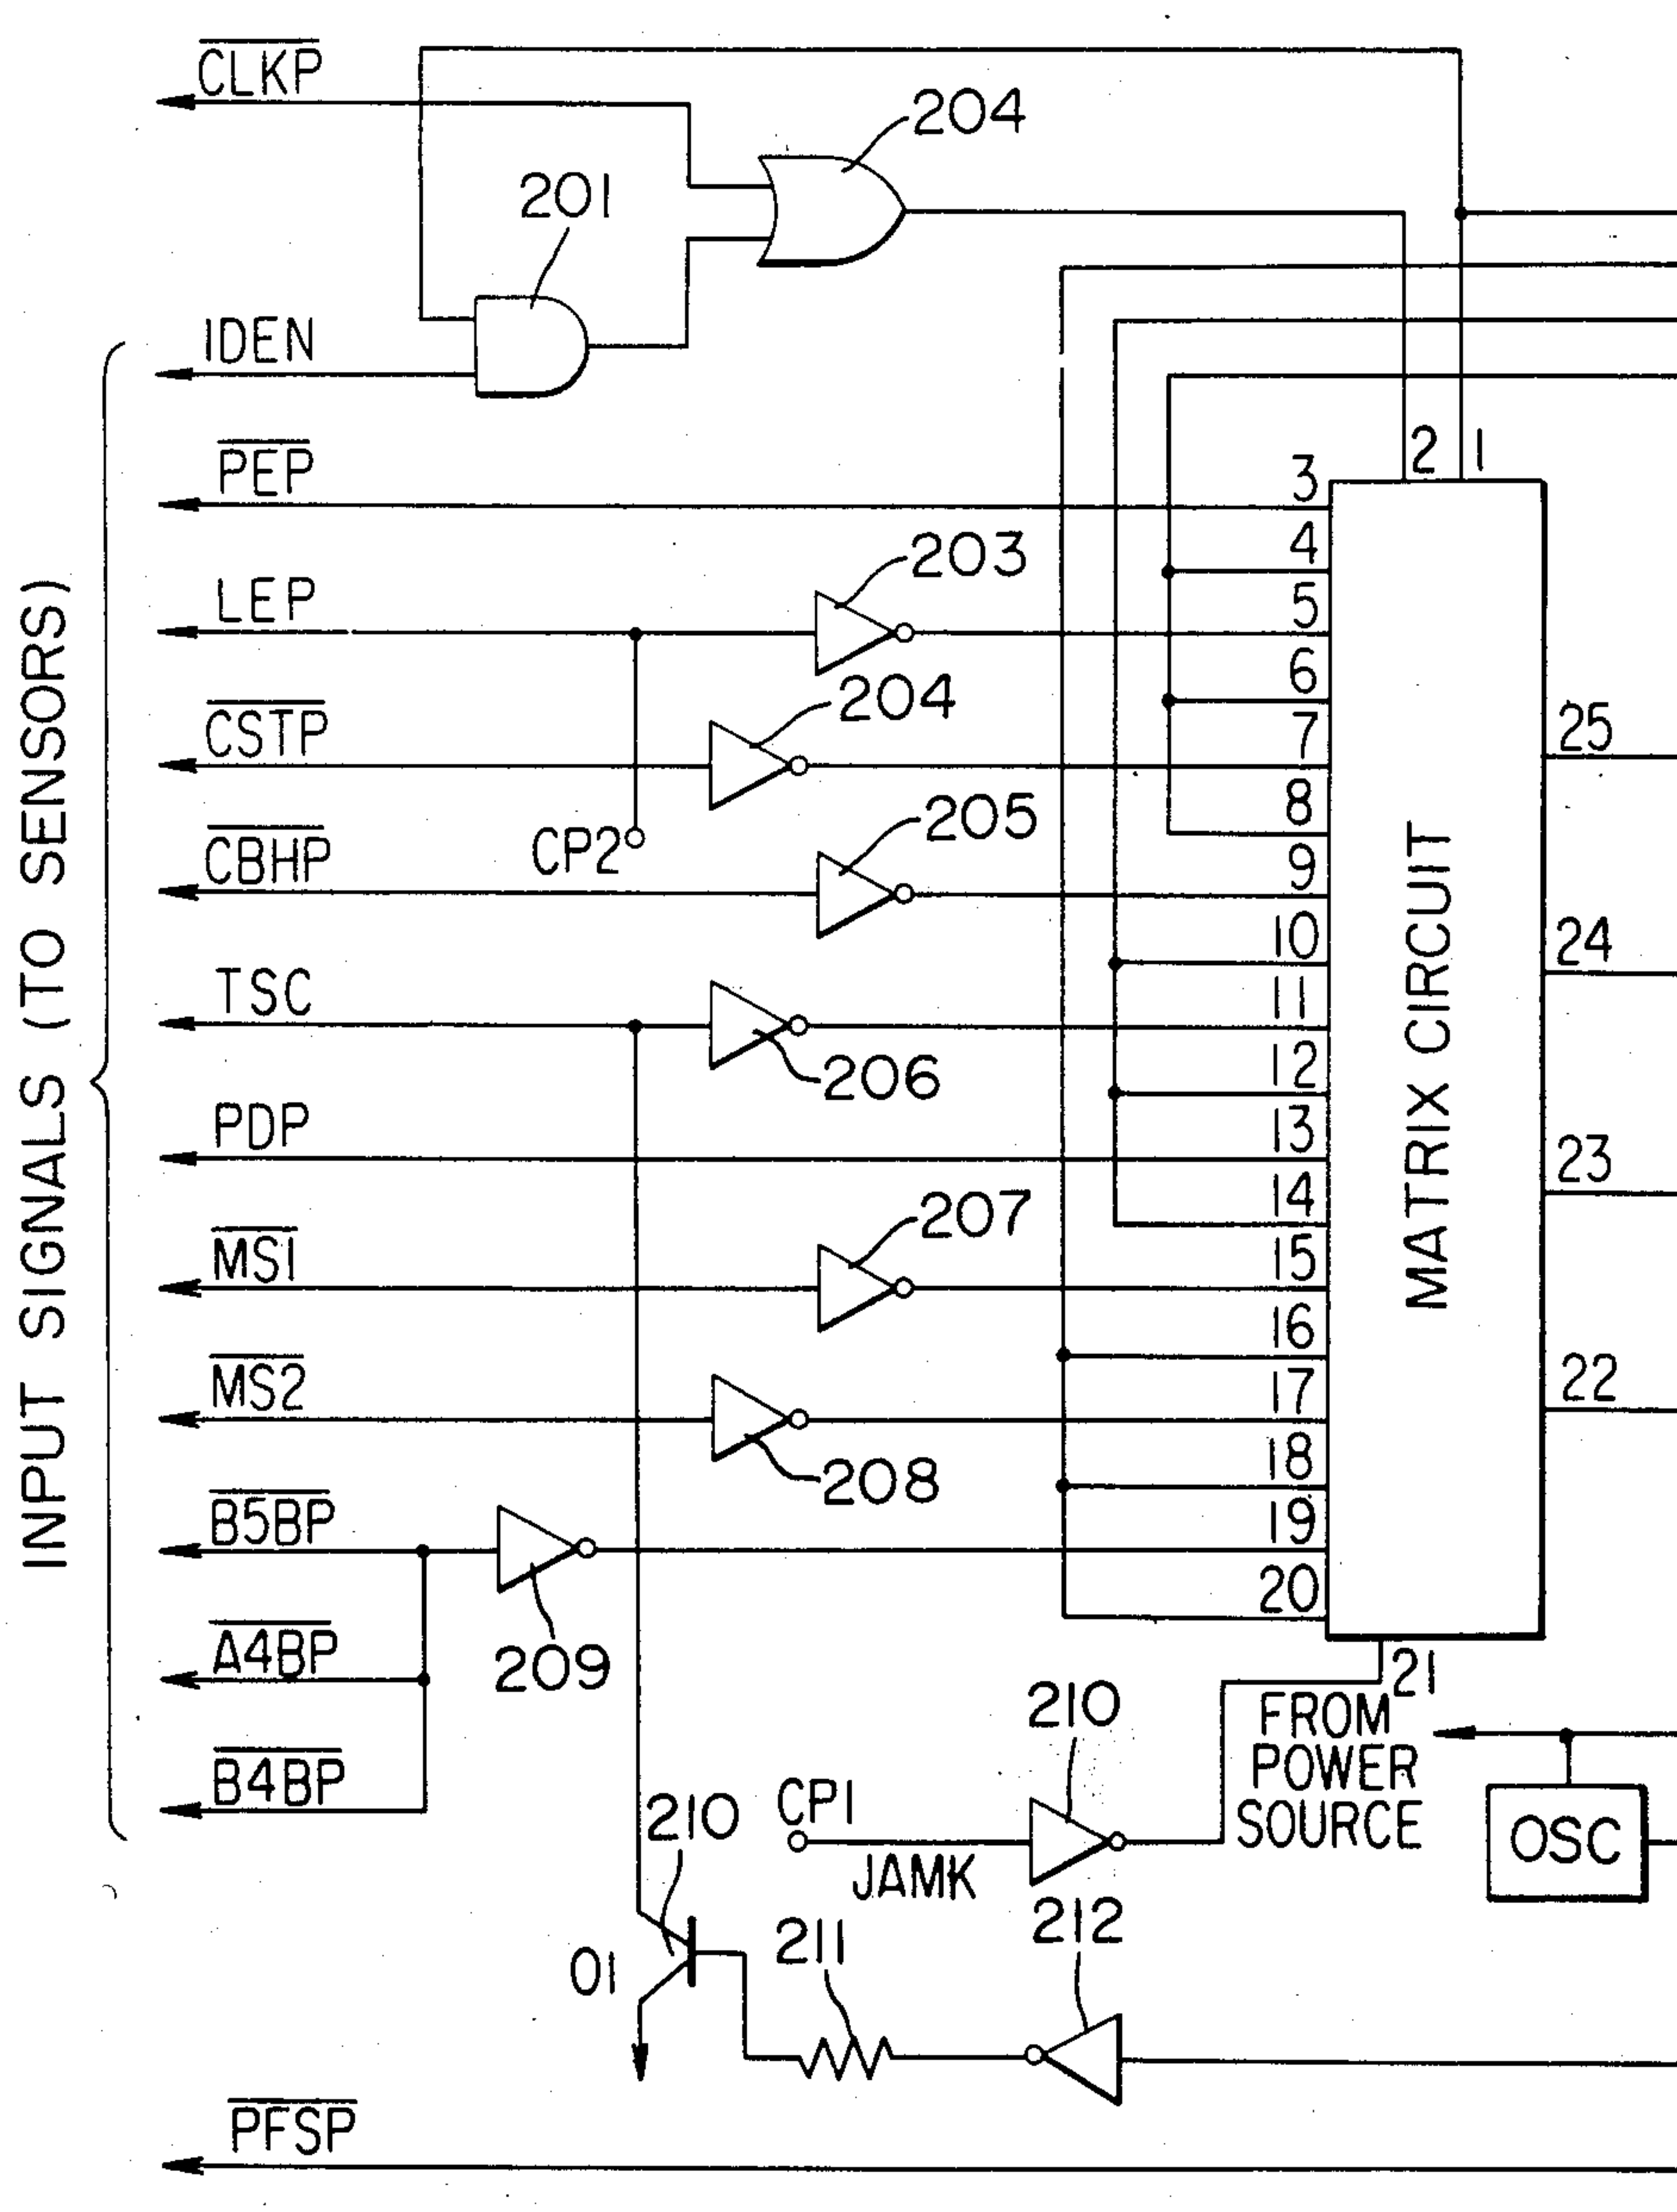 CLKP
204
201
IDEN
2
1
PEP
3
4
203
LEP
5
6
204
CSTP
7
25
8
205
CP2
CBHP
9
10
24
TSC
11
206
12
PDP
13
23
14
207
MS1
15
16
22
MS2
17
208
18
B5BP
19
20
209
A4BP
21
210
FROM
POWER
SOURCE
B4BP
210
CP1
JAMK
OSC
212
211
01
PFSP
INPUT SIGNALS (TO SENSORS)
MATRIX CIRCUIT